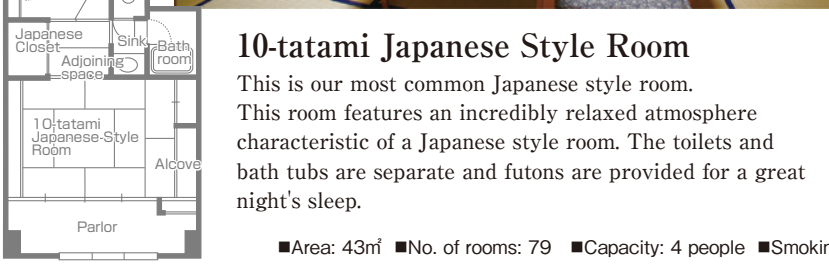 Japanese
Closet
Adjoining
space
Sink
Bath
room
10-tatami
Japanese-Style
Room
Alcove
Parlor
10-tatami Japanese Style Room
This is our most common Japanese style room.
This room features an incredibly relaxed atmosphere
characteristic of a Japanese style room. The toilets and
bath tubs are separate and futons are provided for a great
night's sleep.
■Area: 43㎡ ■No. of rooms: 79 ■Capacity: 4 people ■Smokin